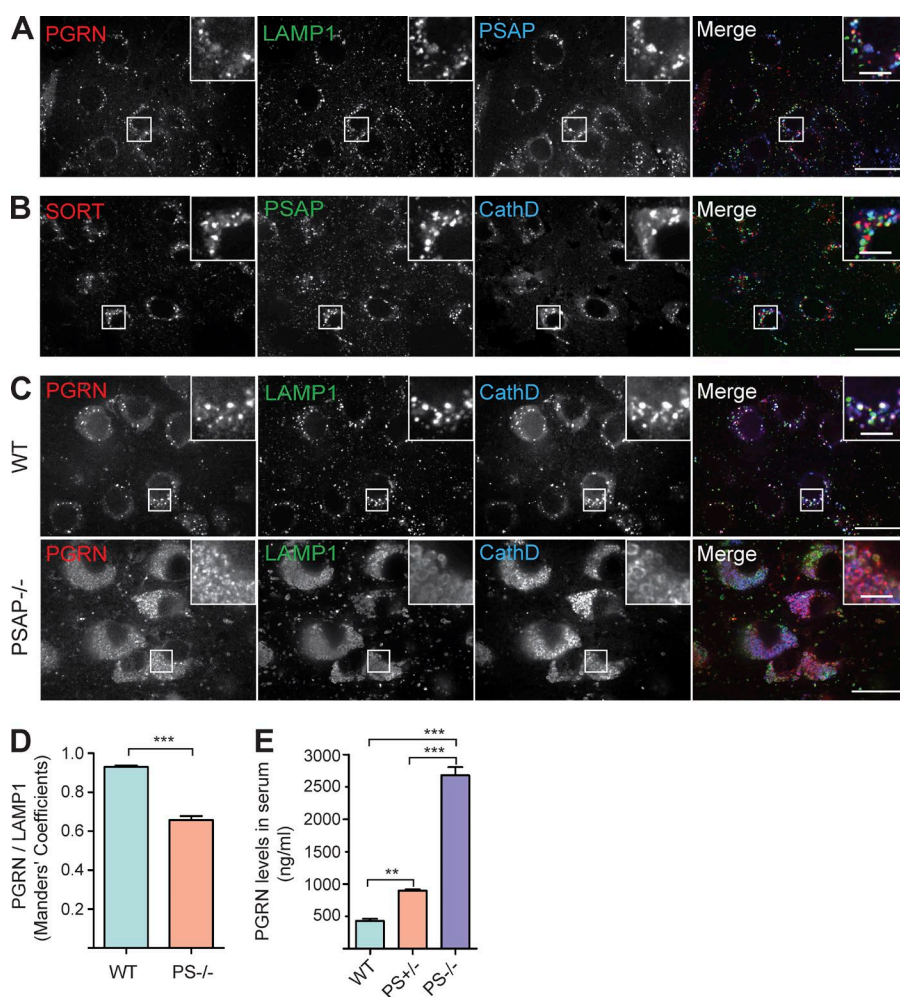 A
PGRN
LAMP1
PSAP
Merge
B
SORT
PSAP
CathD
Merge
C
WT
PGRN
LAMP1
CathD
Merge
PSAP-/-
PGRN
LAMP1
CathD
Merge
D
PGRN / LAMP1
(Manders' Coefficients)
1.0
0.8
0.6
0.4
0.2
***
WT
PS-/-
E
PGRN levels in serum
(ng/ml)
3000
2500
2000
1500
1000
500
***
***
**
WT
PS+/-
PS-/-